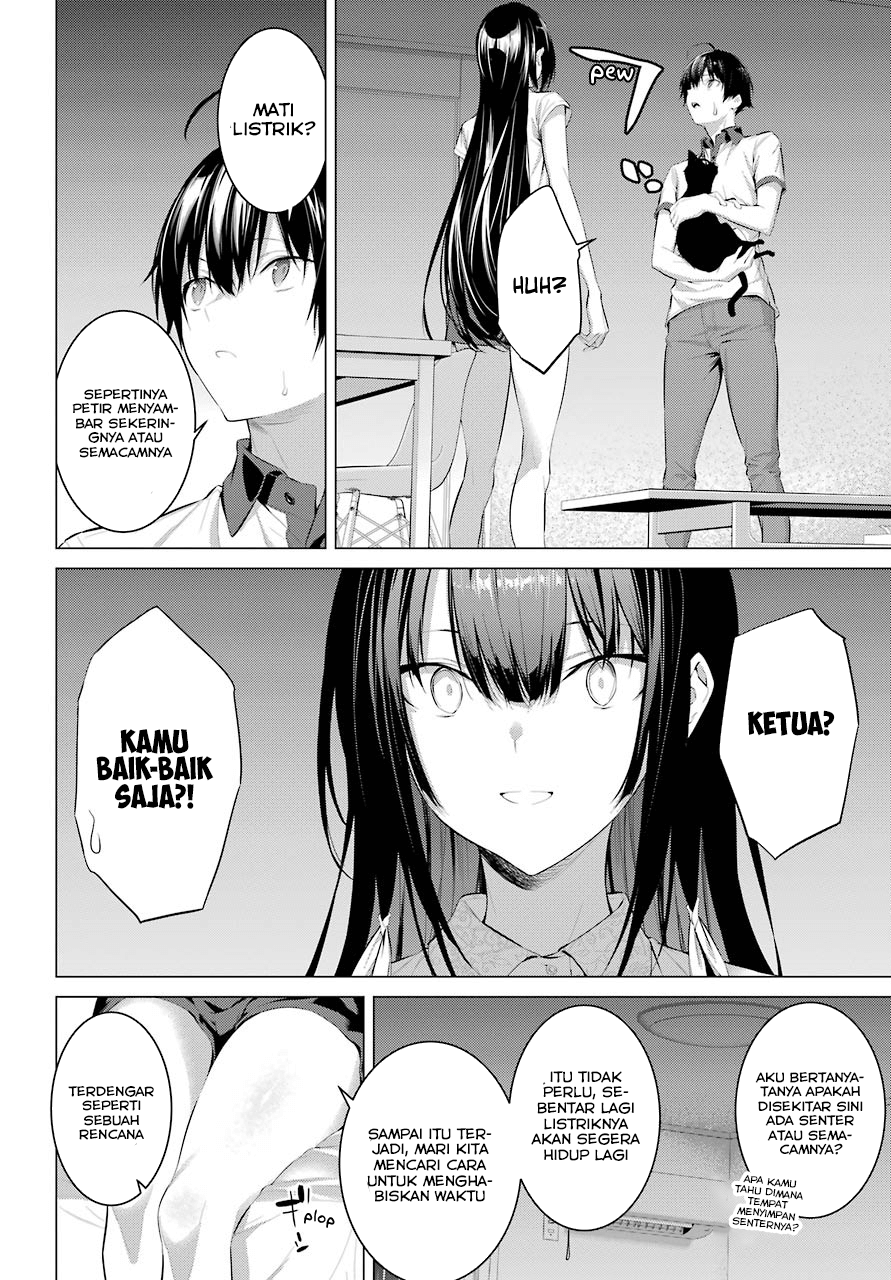 pew
HUH?
MATI
LISTRIK?
SEPERTINYA
PETIR MENYAM-
BAR SEKERIN-
GNYA ATAU
SEMACAMNYA
KETUA?
KAMU
BAIK-BAIK
SAJA?!
AKU BERTANYA-
TANYA APAKAH
DISEKITAR SINI
ADA SENTER
ATAU SEMA-
CAMNYA?
APA KAMU
TAHU DIMANA
TEMPAT
MENYIMPAN
SENTERNYA?
ITU TIDAK
PERLU, SE-
BENTAR LAGI
LISTRIKNYA
AKAN SEGERA
HIDUP LAGI
SAMPAI ITU TER-
JADI, MARI KITA
MENCARI CARA
UNTUK MENGHA-
BISKAN WAKTU
TERDENGAR
SEPERTI
SEBUAH
RENCANA
plop